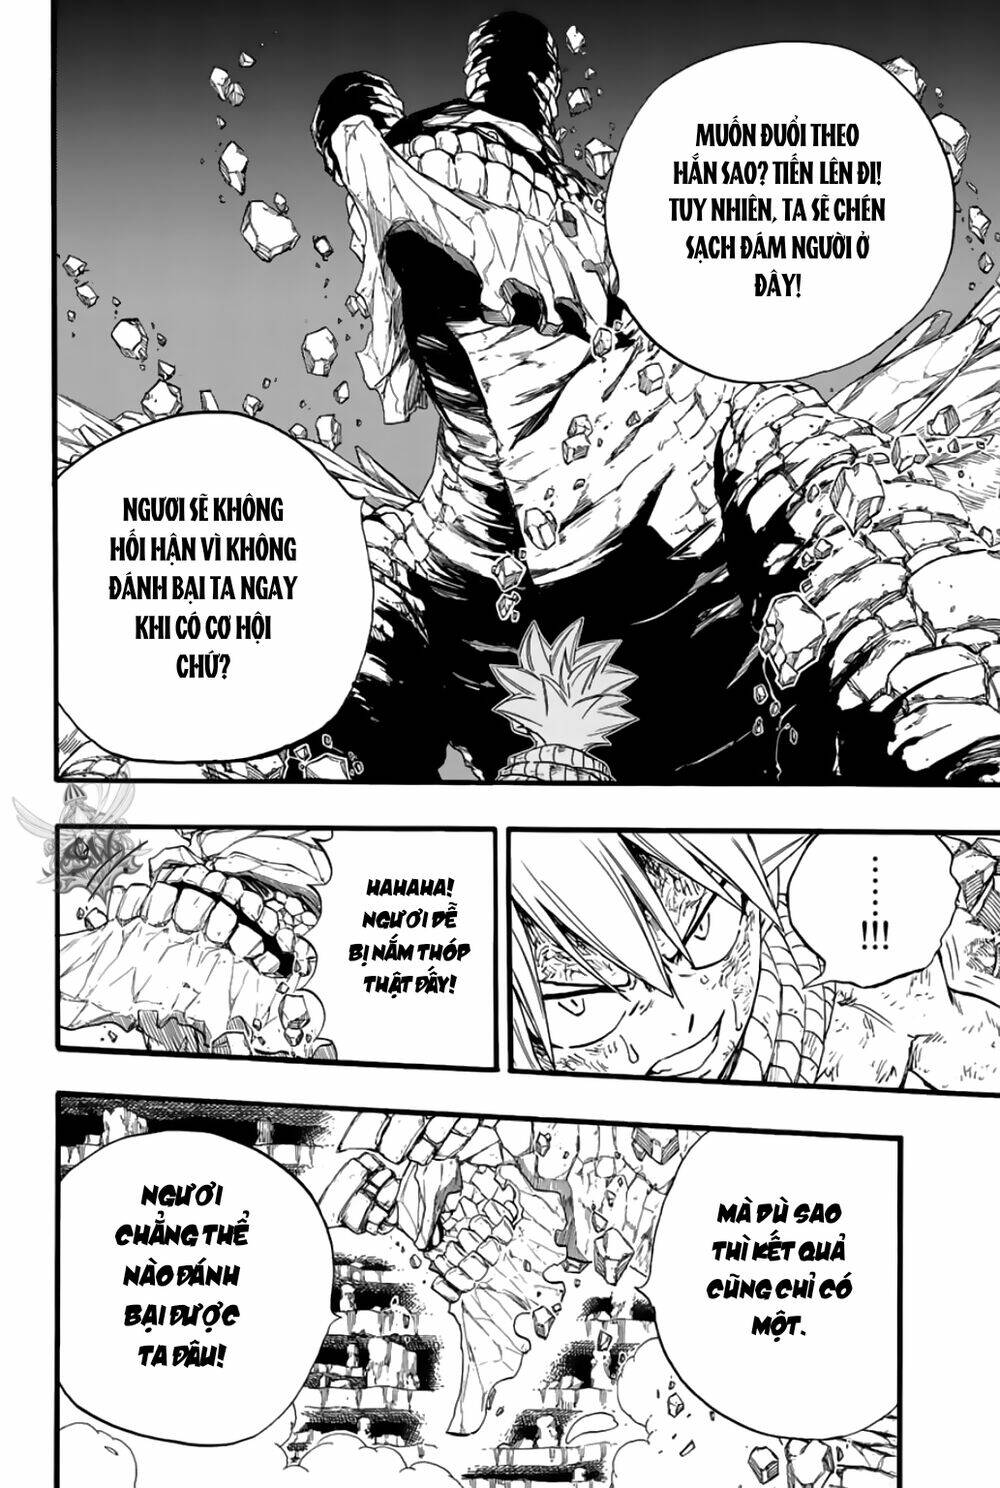 MUỐN ĐUỔI THEO
HẮN SAO? TIẾN LÊN ĐI!
TUY NHIÊN, TA SẼ CHÉN
SẠCH ĐÁM NGƯỜI Ở
ĐÂY!
NGƯƠI SẼ KHÔNG
HỐI HẬN VÌ KHÔNG
ĐÁNH BẠI TA NGAY
KHI CÓ CƠ HỘI
CHỨ?
......!!!
HAHAHA!
NGƯƠI DỄ
BỊ NẮM THÓP
THẬT ĐẤY!
MÀ DÙ SAO
THÌ KẾT QUẢ
CŨNG CHỈ CÓ
MỘT.
NGƯƠI
CHẲNG THỂ
NÀO ĐÁNH
BẠI ĐƯỢC
TA ĐÂU!